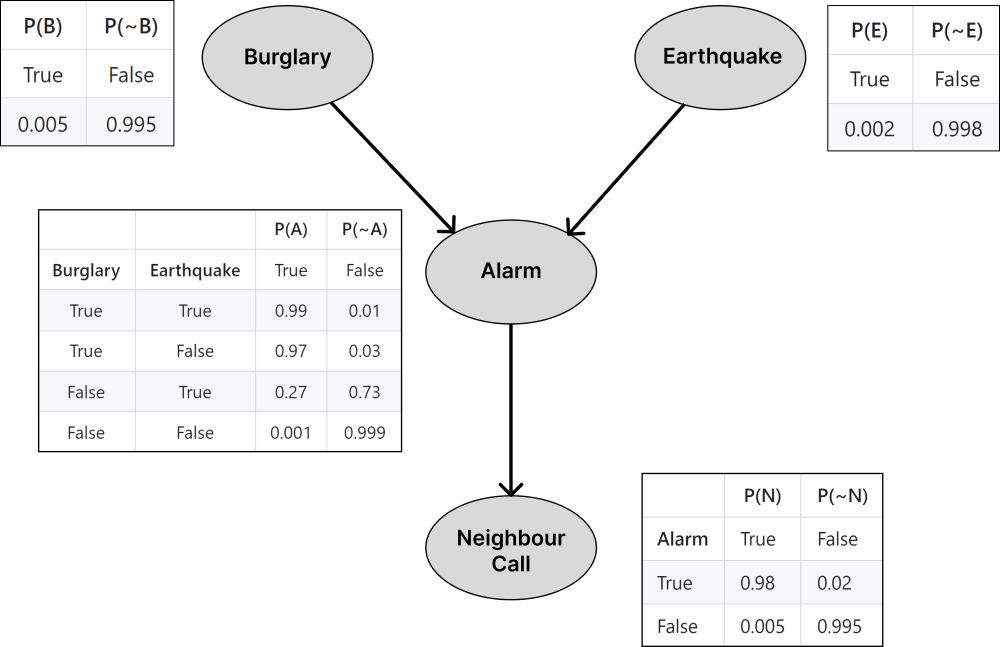 P(B) P(~B)
True False
0.005 0.995
Burglary
Earthquake
P(E) P(~E)
True False
0.002 0.998
P(A) P(~A)
Burglary Earthquake True False
True True 0.99 0.01
True False 0.97 0.03
False True 0.27 0.73
False False 0.001 0.999
Alarm
Neighbour
Call
P(N) P(~N)
Alarm True False
True 0.98 0.02
False 0.005 0.995